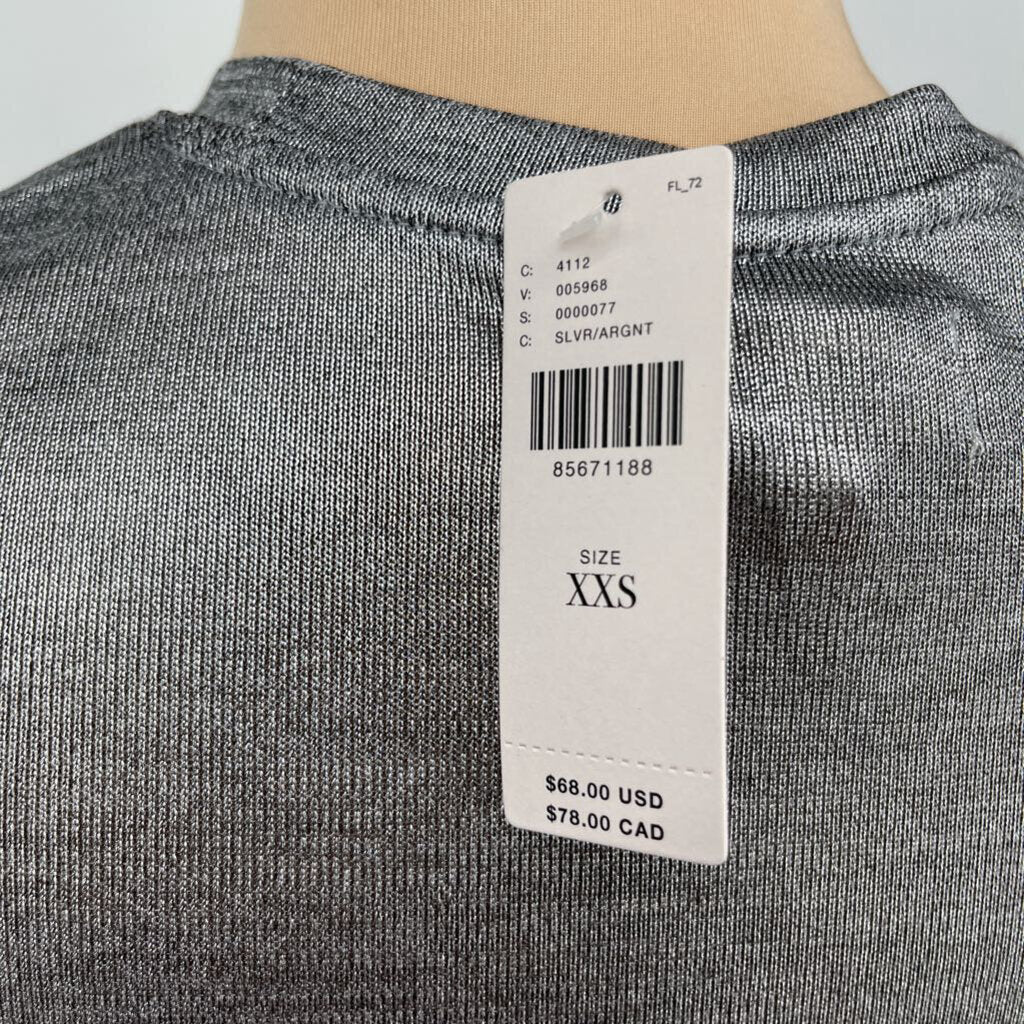 FL_72
C: 4112
V: 005968
S: 0000077
C: SLVR/ARGNT
85671188
SIZE
XXS
$68.00 USD
$78.00 CAD